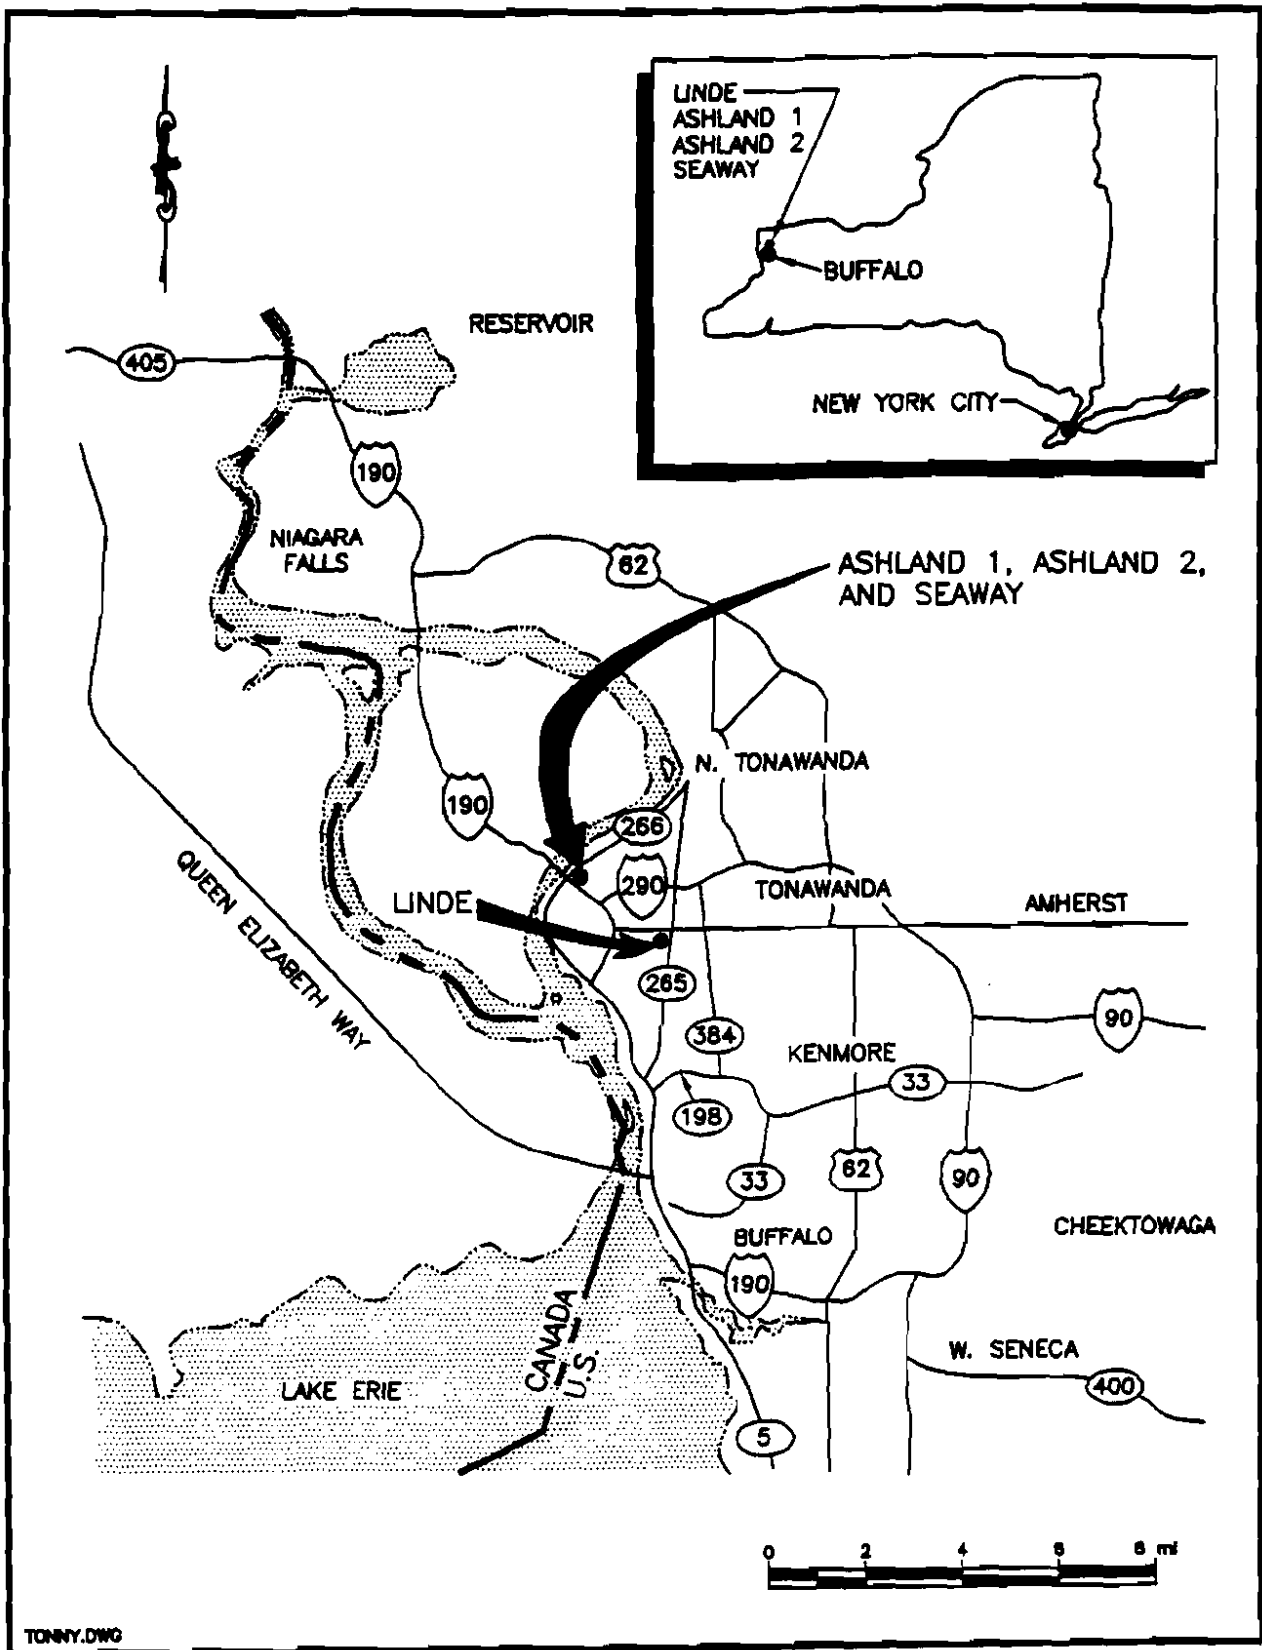 LINDE
ASHLAND 1
ASHLAND 2
SEAWAY
BUFFALO
NEW YORK CITY
RESERVOIR
405
190
NIAGARA
FALLS
62
ASHLAND 1, ASHLAND 2,
AND SEAWAY
N. TONAWANDA
190
266
290
TONAWANDA
LINDE
AMHERST
QUEEN ELIZABETH WAY
265
384
90
KENMORE
33
198
33
62
90
BUFFALO
CHEEKTOWAGA
190
CANADA
U.S.
W. SENECA
LAKE ERIE
400
5
0 2 4 6 8 mi
TONNY.DWG